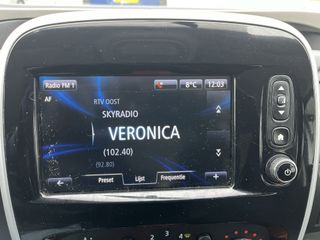 Radio FM 1 8°C 12:03
AF
RTV OOST
SKYRADIO
VERONICA
(102.40)
(92.80)
Preset Lijst Frequentie